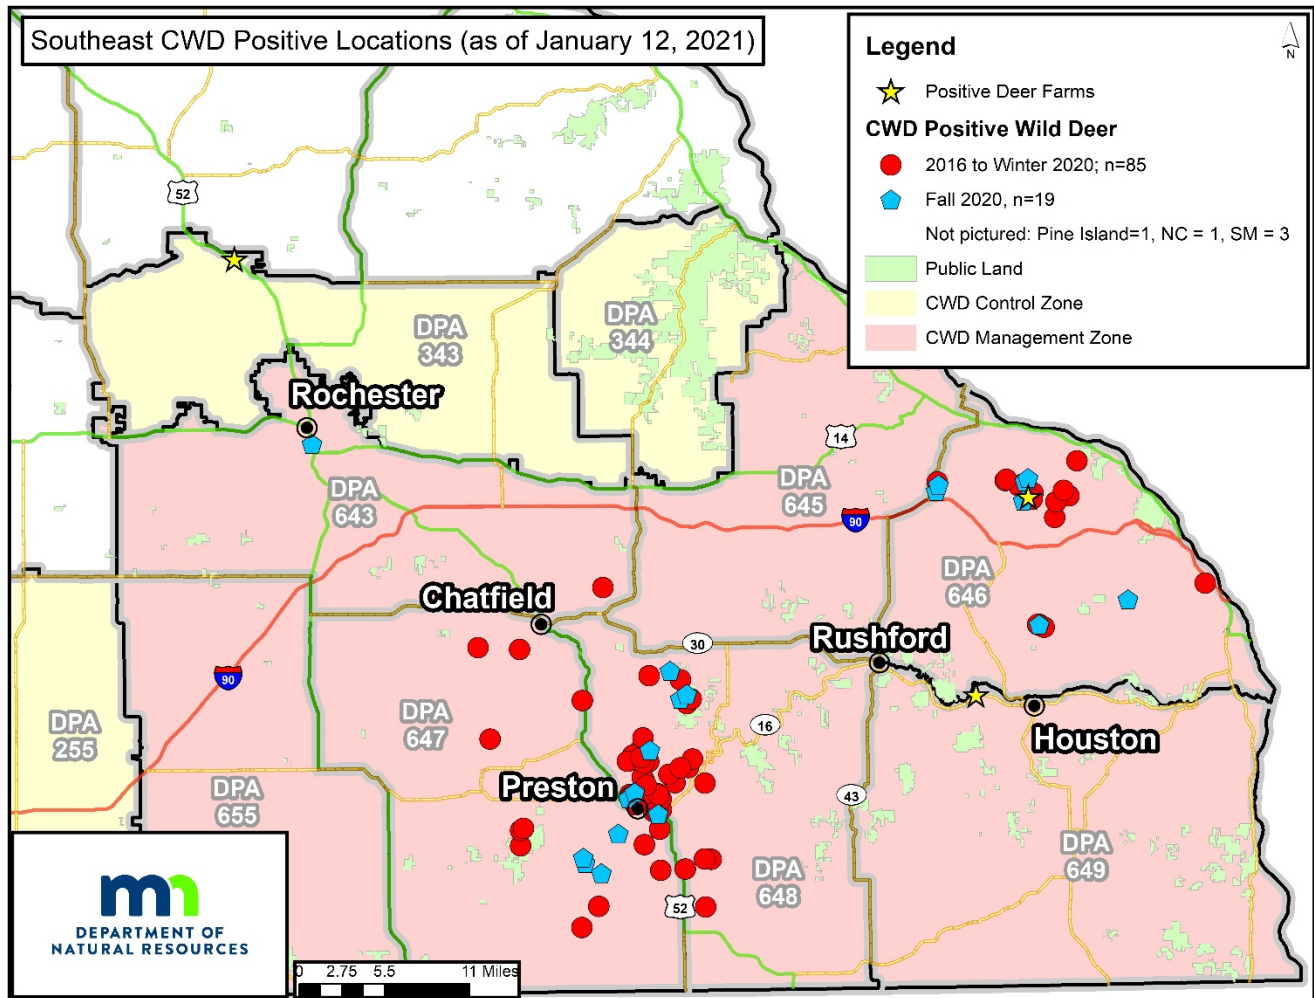 Southeast CWD Positive Locations (as of January 12, 2021)
Legend
N
Positive Deer Farms
CWD Positive Wild Deer
2016 to Winter 2020; n=85
Fall 2020, n=19
Not pictured: Pine Island=1, NC = 1, SM = 3
Public Land
CWD Control Zone
CWD Management Zone
52
DPA
343
DPA
344
Rochester
14
DPA
645
DPA
643
90
DPA
646
Chatfield
Rushford
30
90
DPA
255
DPA
647
16
Houston
Preston
DPA
655
43
DPA
649
DPA
648
52
mn
DEPARTMENT OF
NATURAL RESOURCES
0 2.75 5.5 11 Miles